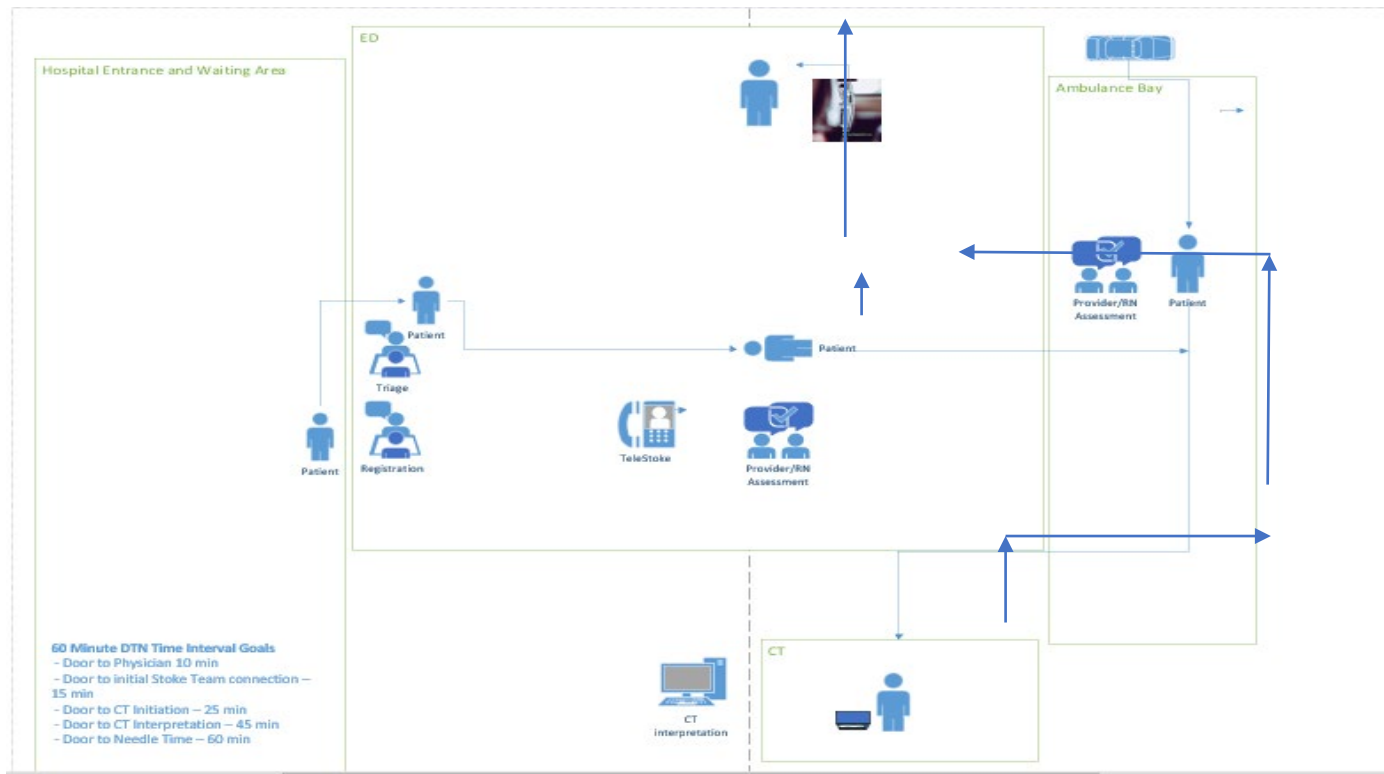 ED
Hospital Entrance and Waiting Area
Ambulance Bay
Provider/RN
Assessment
Patient
Patient
Patient
Triage
Patient
Registration
TeleStoke
Provider/RN
Assessment
60 Minute DTN Time Interval Goals
- Door to Physician 10 min
- Door to initial Stoke Team connection –
15 min
- Door to CT Initiation – 25 min
- Door to CT Interpretation – 45 min
- Door to Needle Time – 60 min
CT
interpretation
CT